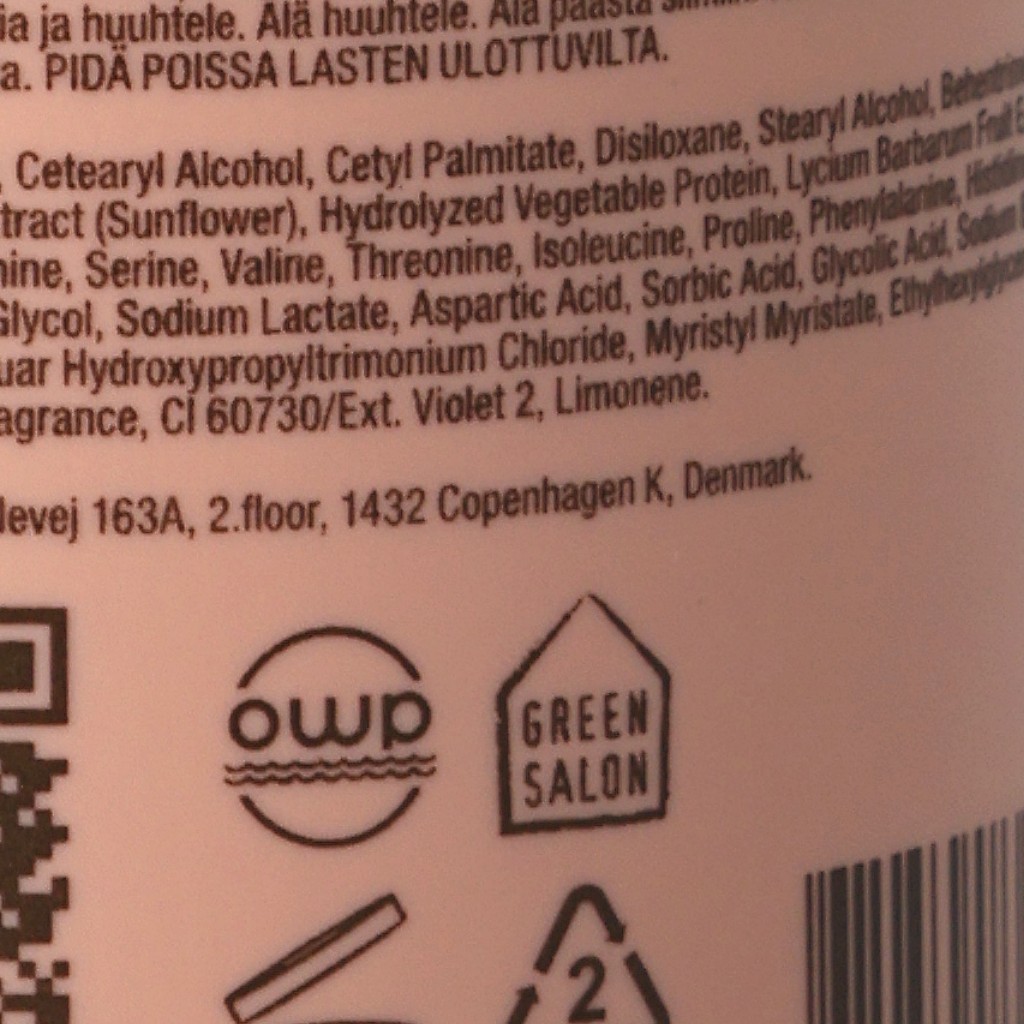 ia ja huuhtele. Älä huuhtele. Älä päästä
a. PIDÄ POISSA LASTEN ULOTTUVILTA.
, Cetearyl Alcohol, Cetyl Palmitate, Disiloxane, Stearyl Alcohol,
tract (Sunflower), Hydrolyzed Vegetable Protein, Lycium Barbarum Fruit
nine, Serine, Valine, Threonine, Isoleucine, Proline, Phenylalanine,
Glycol, Sodium Lactate, Aspartic Acid, Sorbic Acid, Glycolic Acid, Sodium
uar Hydroxypropyltrimonium Chloride, Myristyl Myristate,
agrance, CI 60730/Ext. Violet 2, Limonene.
levej 163A, 2.floor, 1432 Copenhagen K, Denmark.
owp
GREEN
SALON
2